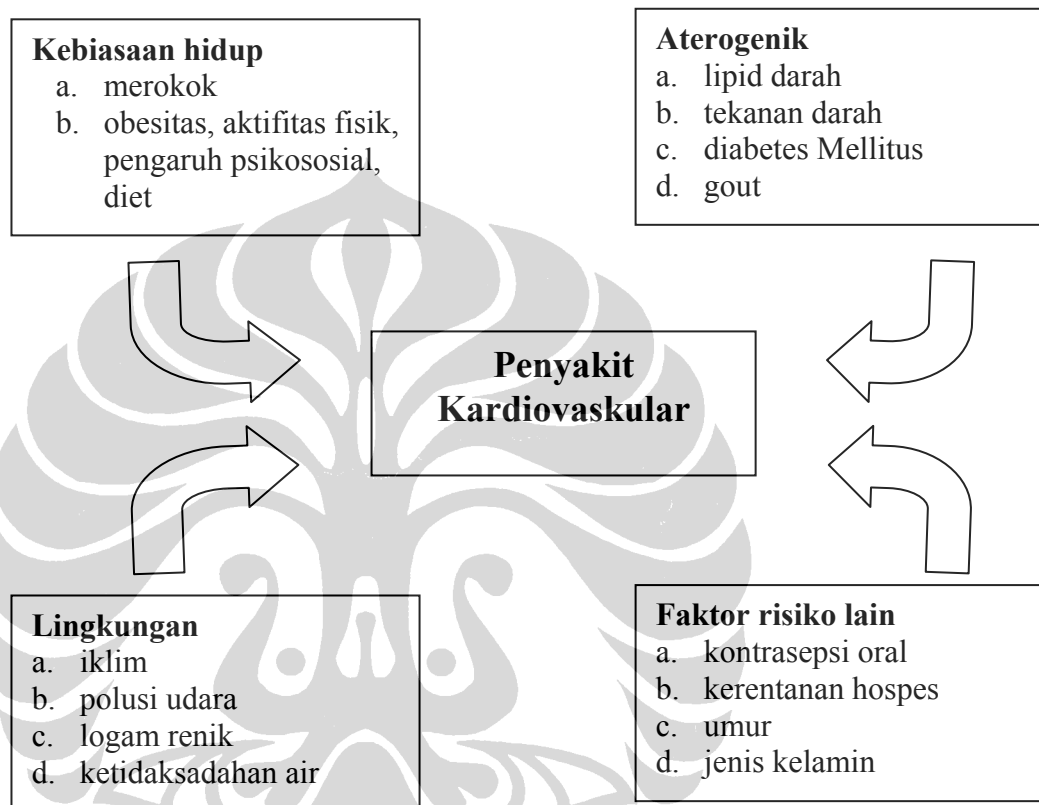 Kebiasaan hidup
a. merokok
b. obesitas, aktifitas fisik,
pengaruh psikososial,
diet
Aterogenik
a. lipid darah
b. tekanan darah
c. diabetes Mellitus
d. gout
Penyakit
Kardiovaskular
Lingkungan
a. iklim
b. polusi udara
c. logam renik
d. ketidaksadahan air
Faktor risiko lain
a. kontrasepsi oral
b. kerentanan hospes
c. umur
d. jenis kelamin